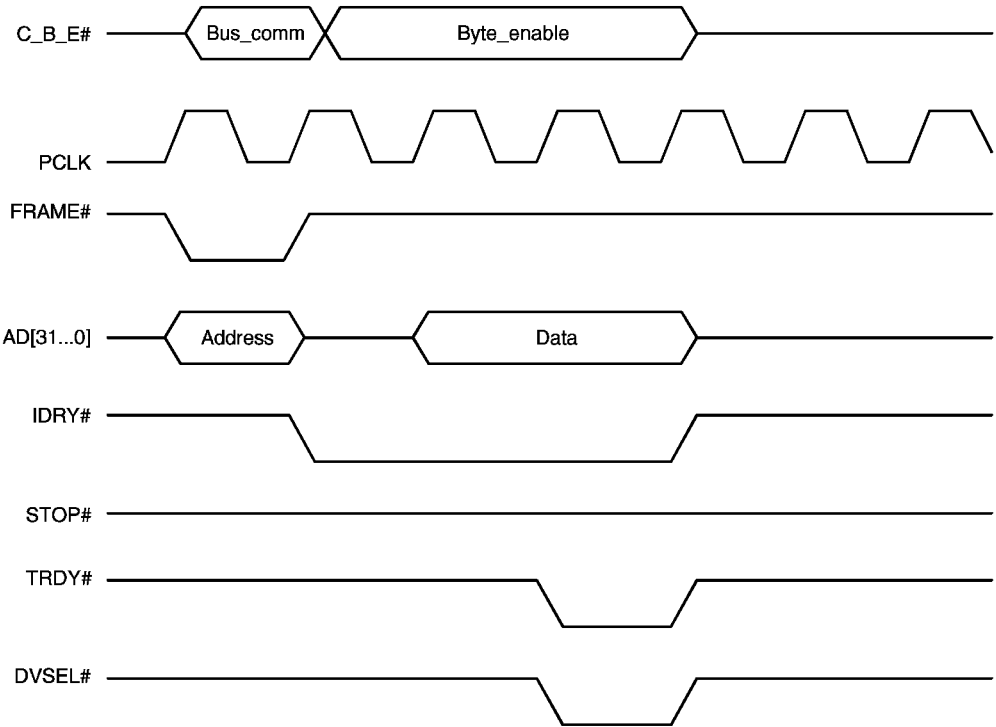 C_B_E# Bus_comm Byte_enable
PCLK
FRAME#
AD[31...0] Address Data
IDRY#
STOP#
TRDY#
DVSEL#